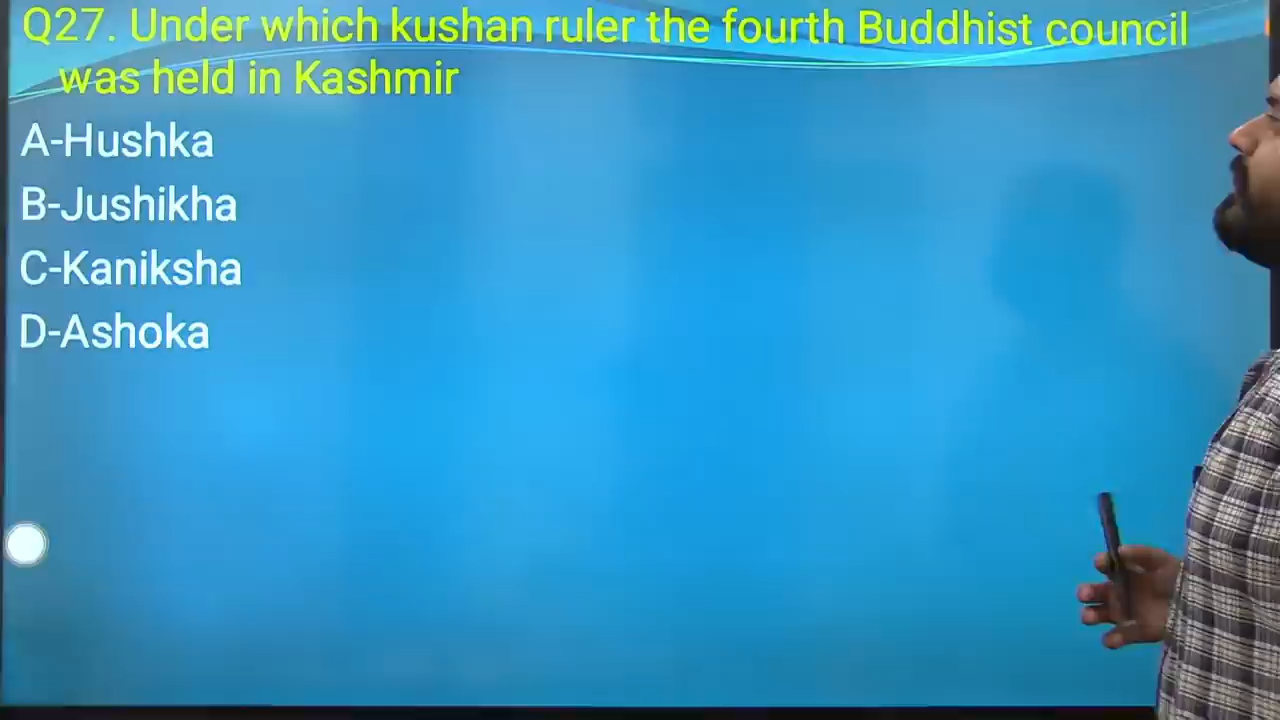 Q27. Under which kushan ruler the fourth Buddhist council
was held in Kashmir
A-Hushka
B-Jushikha
C-Kaniksha
D-Ashoka